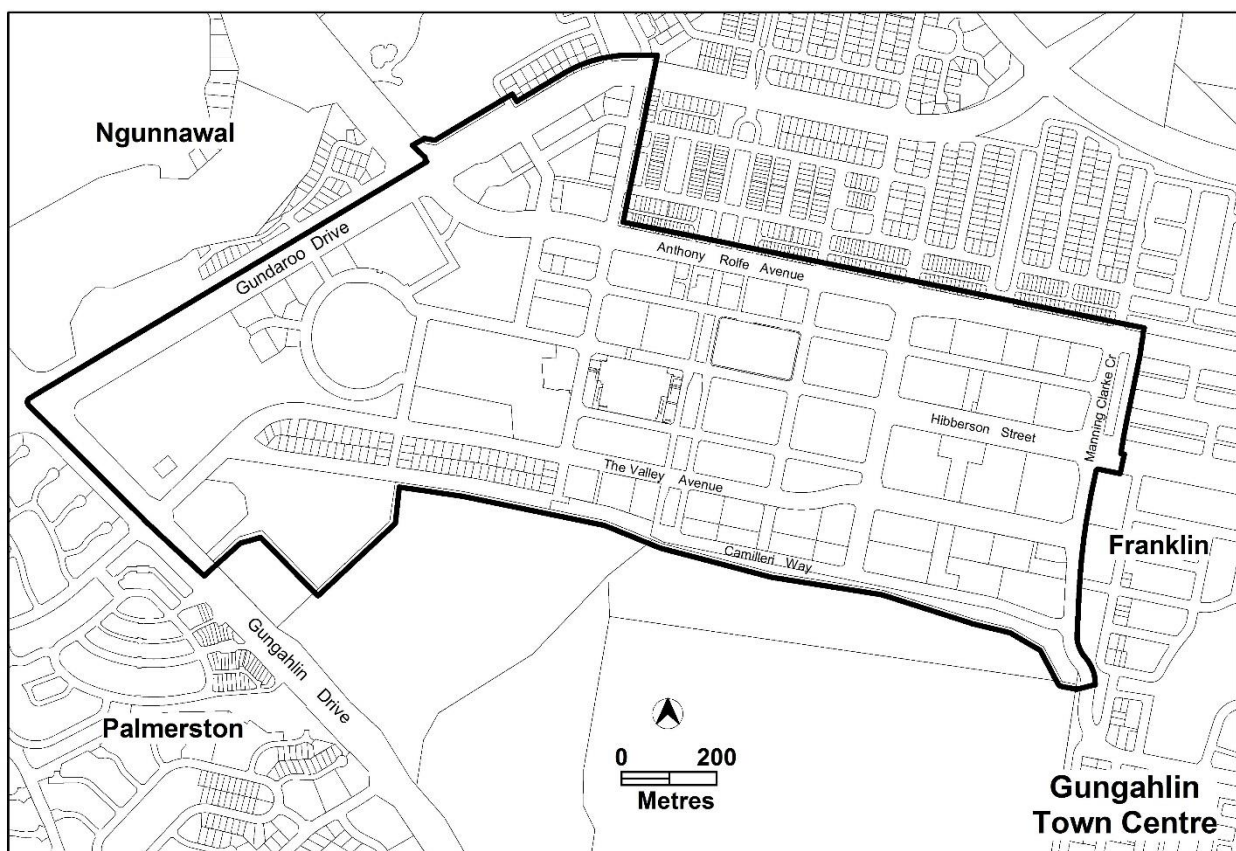 Ngunnawal
Gundaroo Drive
Anthony Rolfe Avenue
Manning Clarke Cr
Hibberson Street
The Valley Avenue
Franklin
Camillen Way
Gungahlin Drive
Palmerston
0 200
Metres
Gungahlin
Town Centre